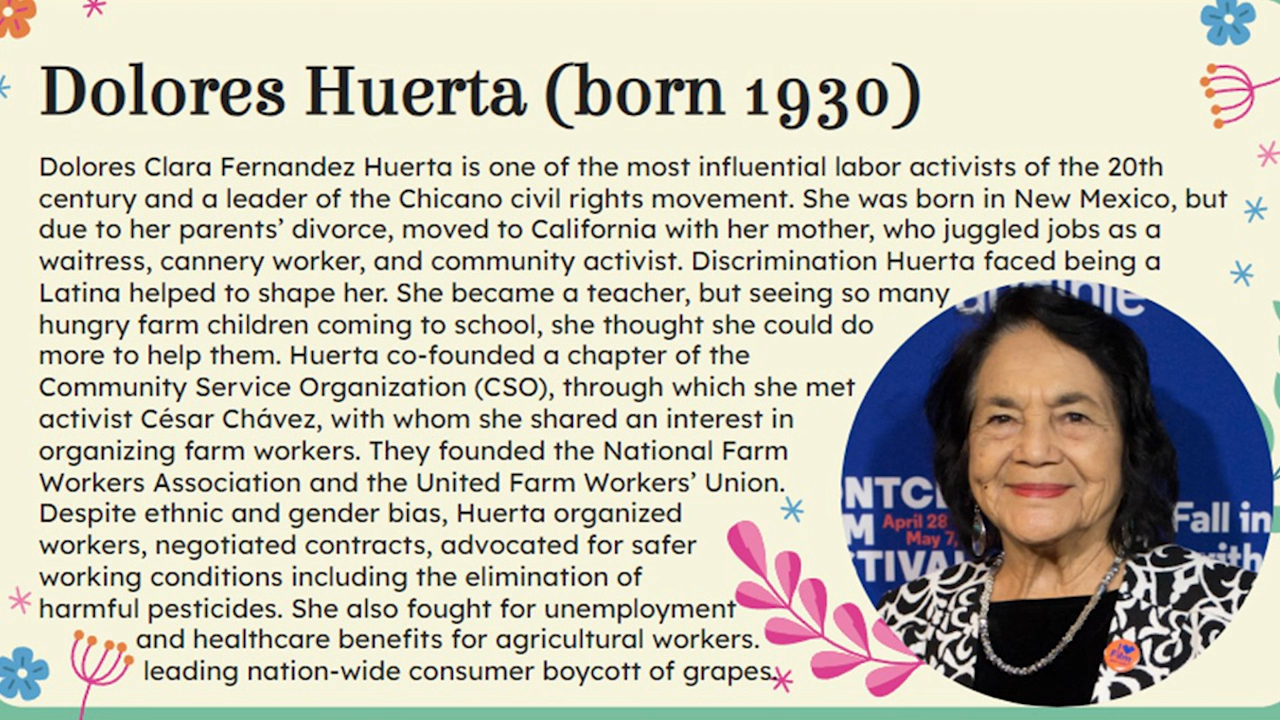 Dolores Huerta (born 1930)
Dolores Clara Fernandez Huerta is one of the most influential labor activists of the 20th
century and a leader of the Chicano civil rights movement. She was born in New Mexico, but
due to her parents’ divorce, moved to California with her mother, who juggled jobs as a
waitress, cannery worker, and community activist. Discrimination Huerta faced being a
Latina helped to shape her. She became a teacher, but seeing so many
hungry farm children coming to school, she thought she could do
more to help them. Huerta co-founded a chapter of the
Community Service Organization (CSO), through which she met
activist César Chávez, with whom she shared an interest in
organizing farm workers. They founded the National Farm
Workers Association and the United Farm Workers’ Union.
Despite ethnic and gender bias, Huerta organized
workers, negotiated contracts, advocated for safer
working conditions including the elimination of
harmful pesticides. She also fought for unemployment
and healthcare benefits for agricultural workers.
leading nation-wide consumer boycott of grapes.
NTC
M
April 28
May 7,
TIVAL
Fall in
with
I
Film